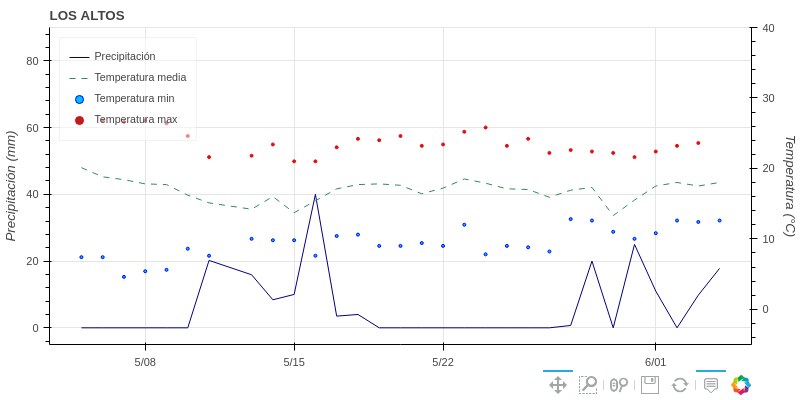 LOS ALTOS
Precipitación
Temperatura media
Temperatura min
Temperatura max
Precipitación (mm)
80
60
40
20
0
Temperatura (°C)
40
30
20
10
0
5/08
5/15
5/22
6/01